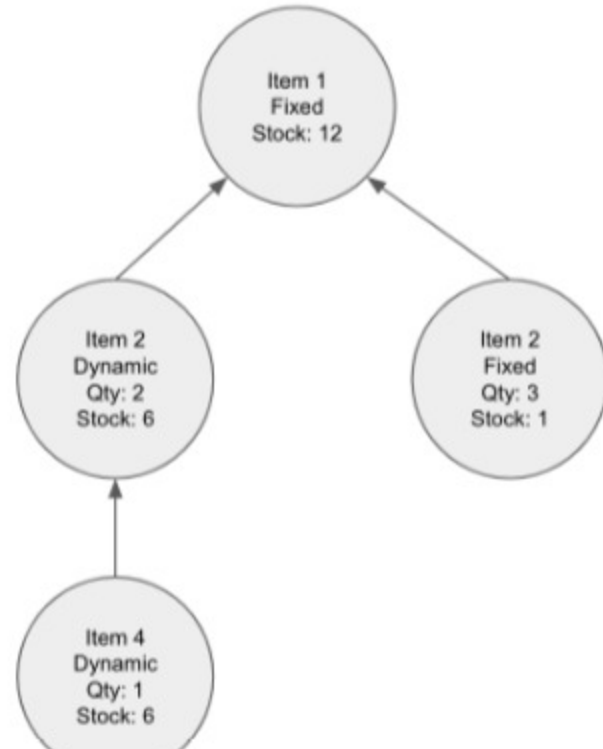 Item 1
Fixed
Stock: 12
Item 2
Dynamic
Qty: 2
Stock: 6
Item 2
Fixed
Qty: 3
Stock: 1
Item 4
Dynamic
Qty: 1
Stock: 6